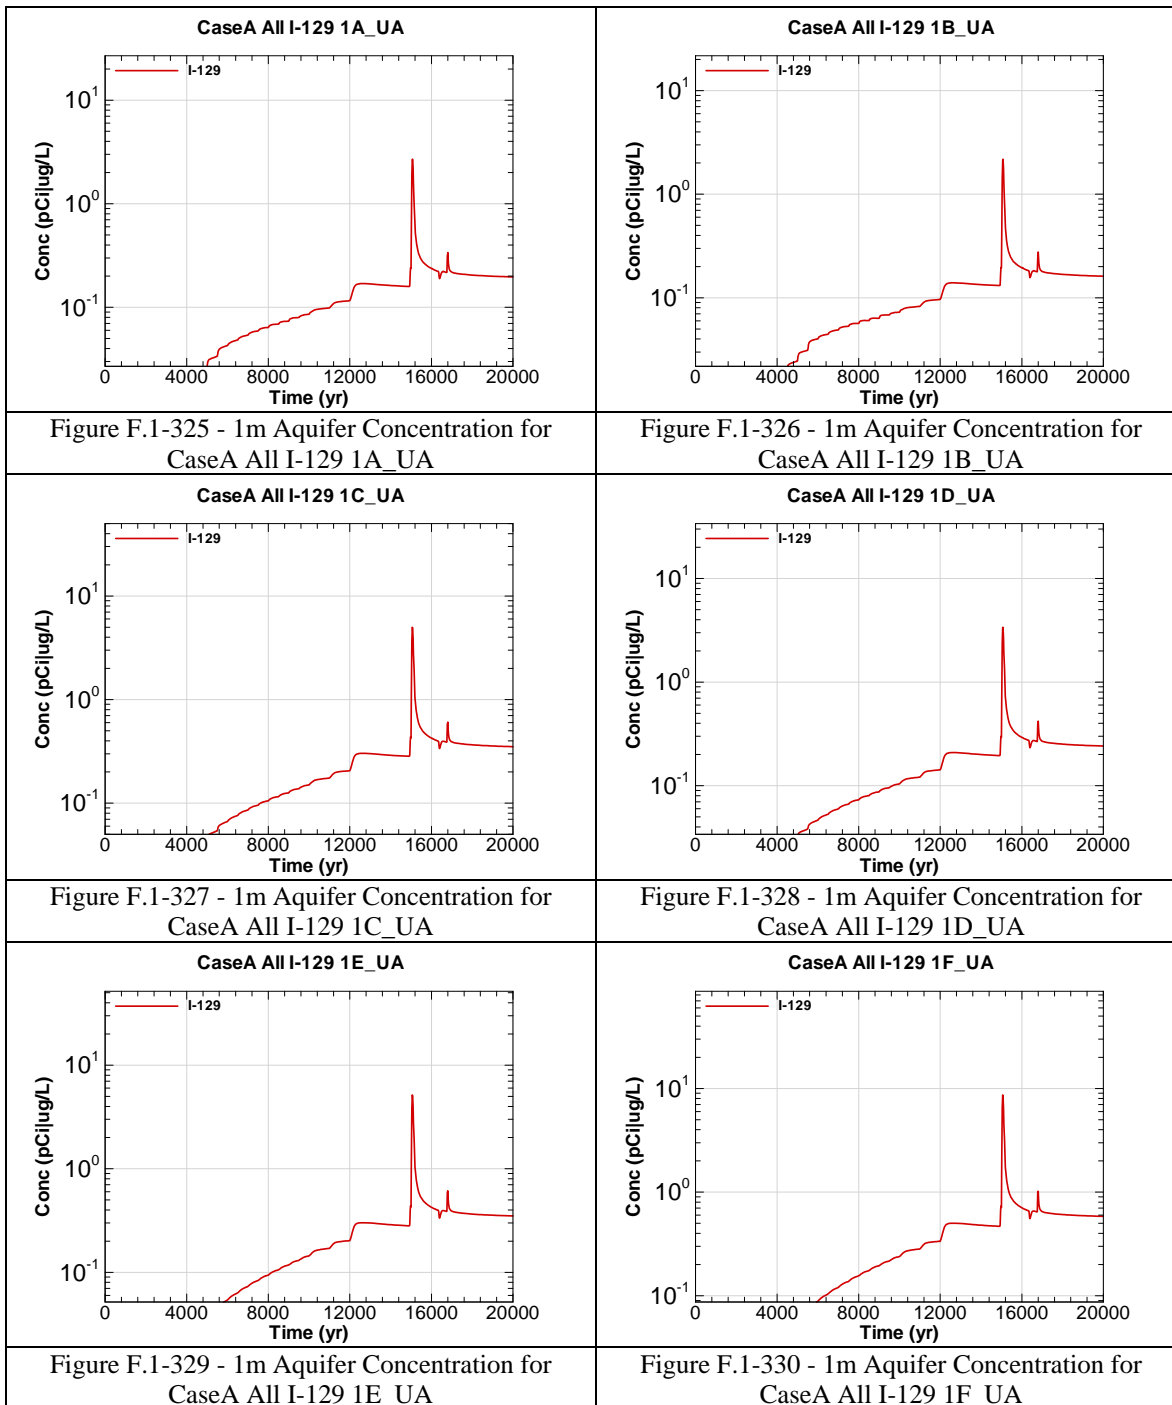 CaseA All I-129 1A_UA
I-129
10^1
10^0
10^-1
Conc (pCi|ug/L)
0 4000 8000 12000 16000 20000
Time (yr)
Figure F.1-325 - 1m Aquifer Concentration for
CaseA All I-129 1A_UA
CaseA All I-129 1B_UA
I-129
10^1
10^0
10^-1
Conc (pCi|ug/L)
0 4000 8000 12000 16000 20000
Time (yr)
Figure F.1-326 - 1m Aquifer Concentration for
CaseA All I-129 1B_UA
CaseA All I-129 1C_UA
I-129
10^1
10^0
10^-1
Conc (pCi|ug/L)
0 4000 8000 12000 16000 20000
Time (yr)
Figure F.1-327 - 1m Aquifer Concentration for
CaseA All I-129 1C_UA
CaseA All I-129 1D_UA
I-129
10^1
10^0
10^-1
Conc (pCi|ug/L)
0 4000 8000 12000 16000 20000
Time (yr)
Figure F.1-328 - 1m Aquifer Concentration for
CaseA All I-129 1D_UA
CaseA All I-129 1E_UA
I-129
10^1
10^0
10^-1
Conc (pCi|ug/L)
0 4000 8000 12000 16000 20000
Time (yr)
Figure F.1-329 - 1m Aquifer Concentration for
CaseA All I-129 1E_UA
CaseA All I-129 1F_UA
I-129
10^1
10^0
10^-1
Conc (pCi|ug/L)
0 4000 8000 12000 16000 20000
Time (yr)
Figure F.1-330 - 1m Aquifer Concentration for
CaseA All I-129 1F_UA